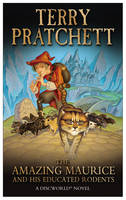 TERRY
PRATCHETT
THE
AMAZING MAURICE
AND HIS EDUCATED RODENTS
A DISCWORLD® NOVEL